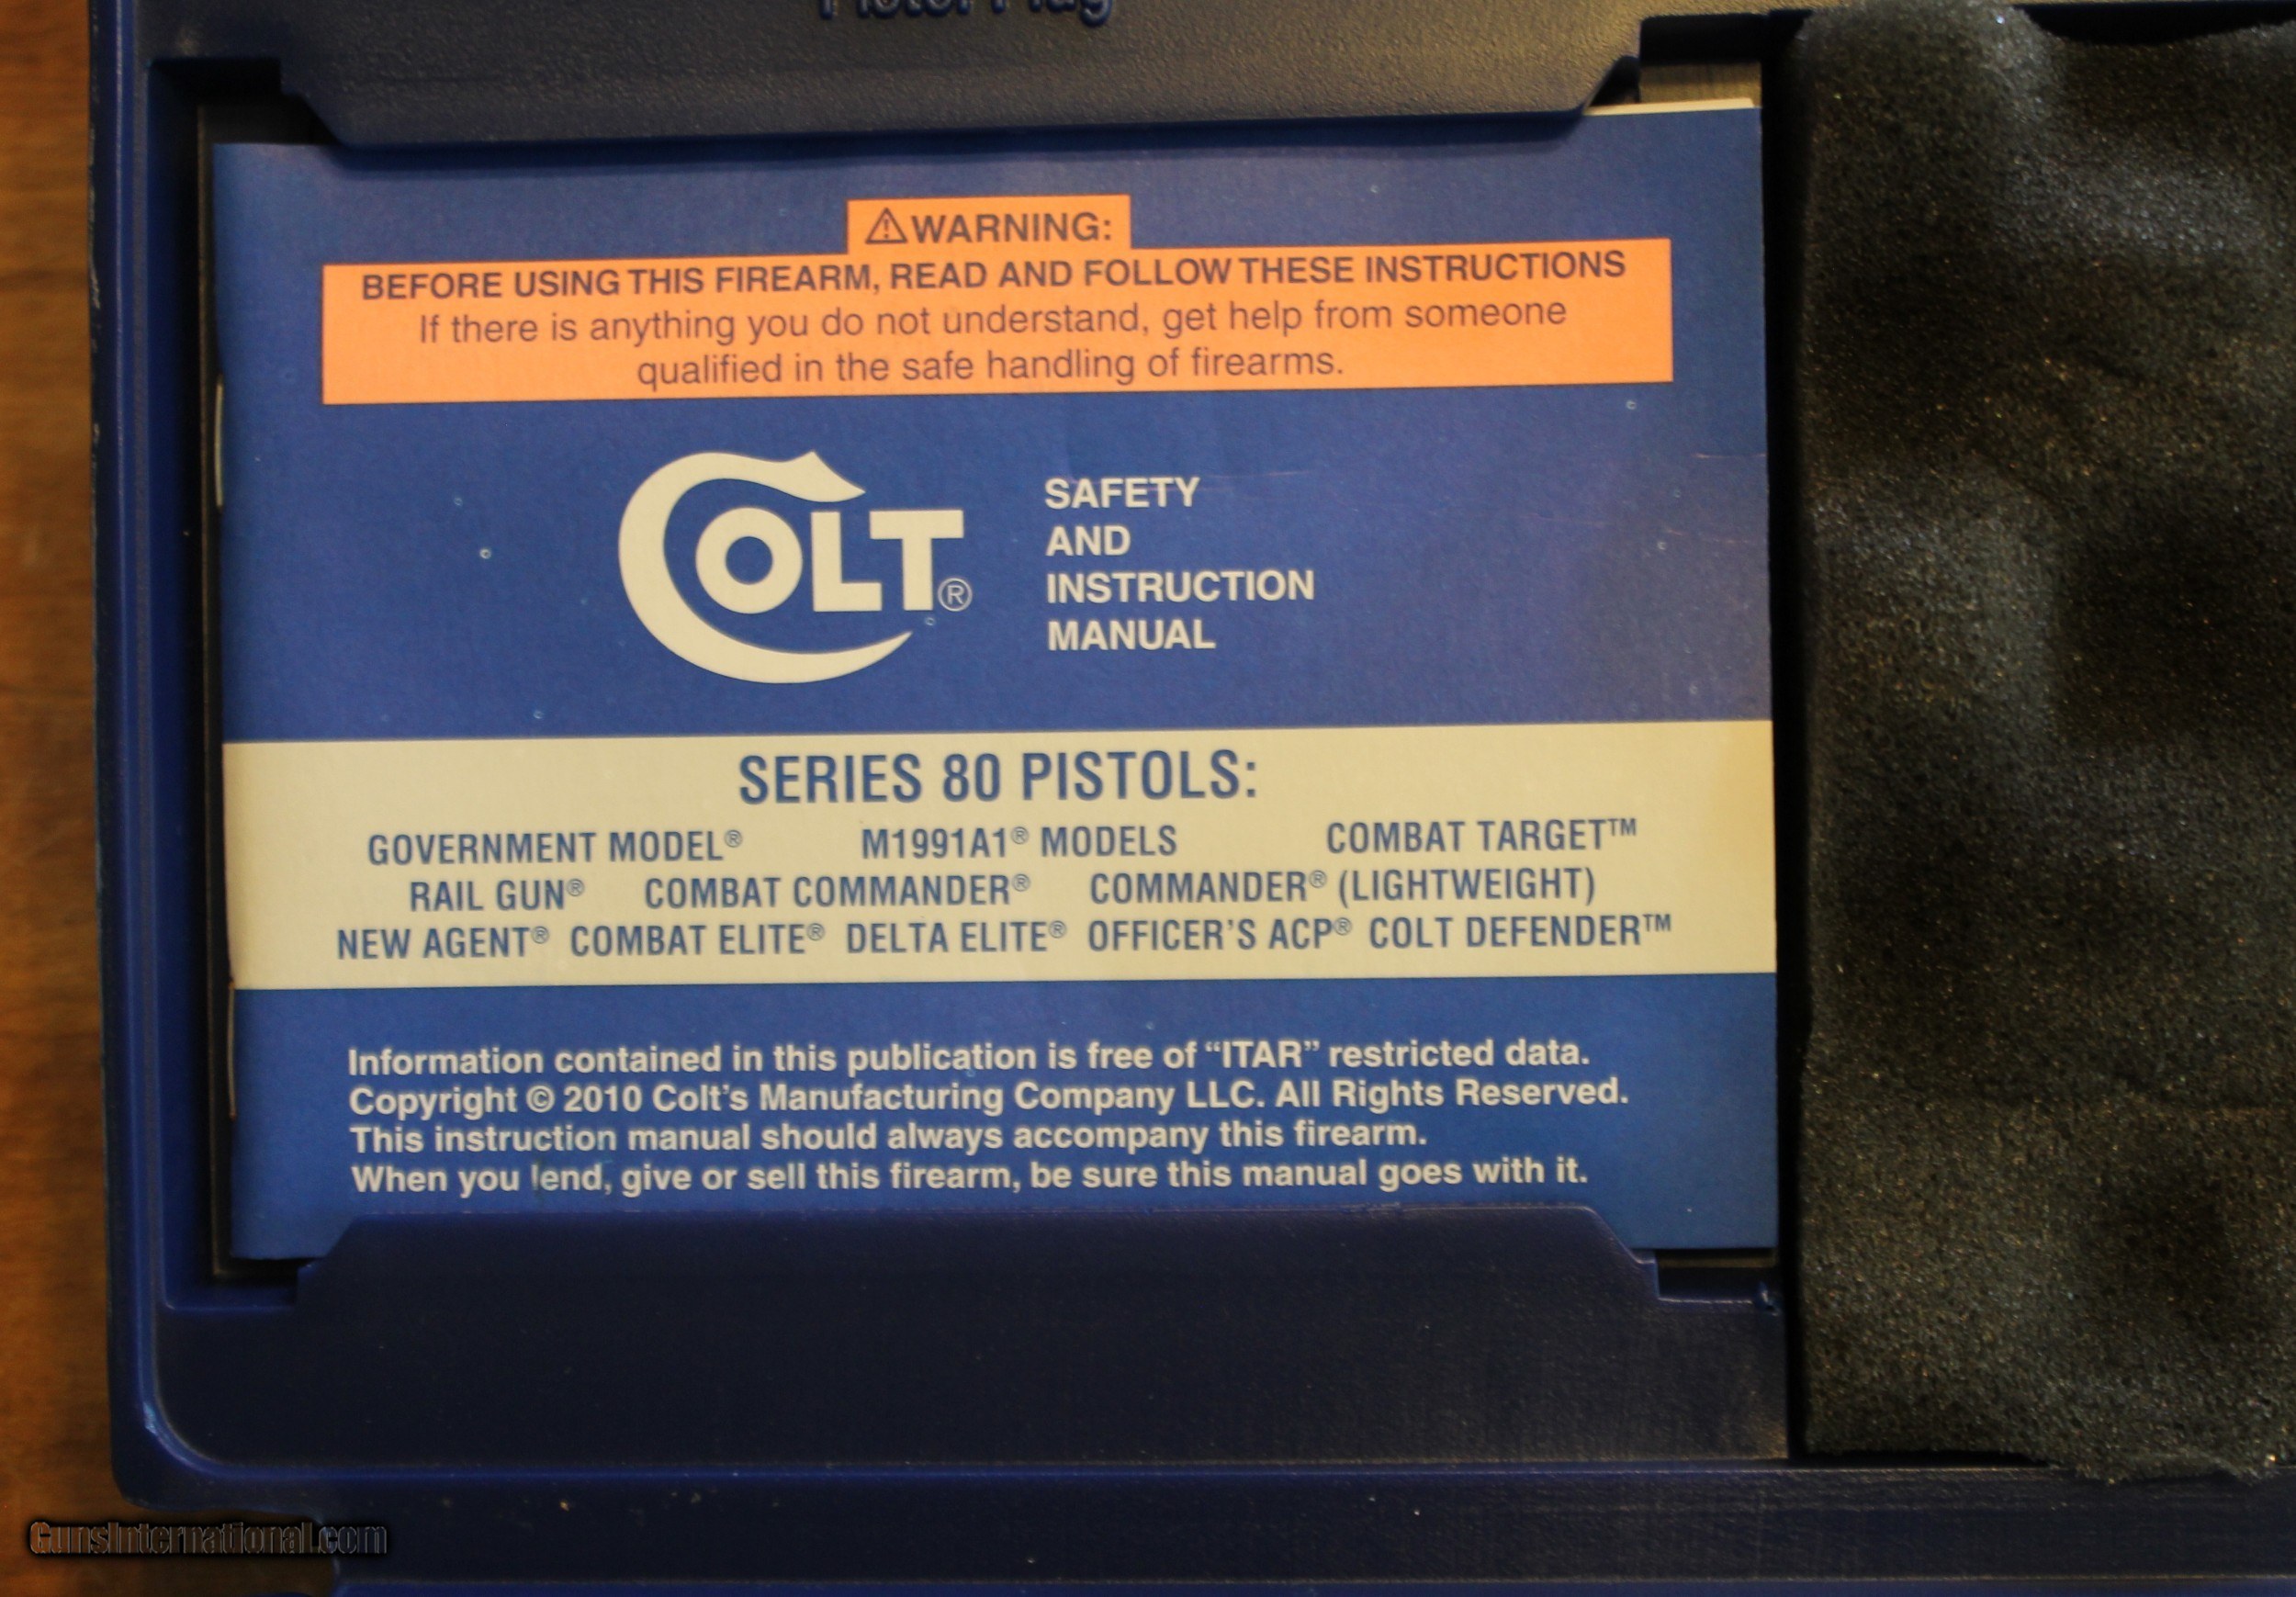 ⚠WARNING:
BEFORE USING THIS FIREARM, READ AND FOLLOW THESE INSTRUCTIONS
If there is anything you do not understand, get help from someone
qualified in the safe handling of firearms.
COLT®
SAFETY
AND
INSTRUCTION
MANUAL
SERIES 80 PISTOLS:
GOVERNMENT MODEL® M1991A1® MODELS COMBAT TARGET™
RAIL GUN® COMBAT COMMANDER® COMMANDER® (LIGHTWEIGHT)
NEW AGENT® COMBAT ELITE® DELTA ELITE® OFFICER'S ACP® COLT DEFENDER™
Information contained in this publication is free of “ITAR” restricted data.
Copyright © 2010 Colt's Manufacturing Company LLC. All Rights Reserved.
This instruction manual should always accompany this firearm.
When you lend, give or sell this firearm, be sure this manual goes with it.
GunsInternational.com